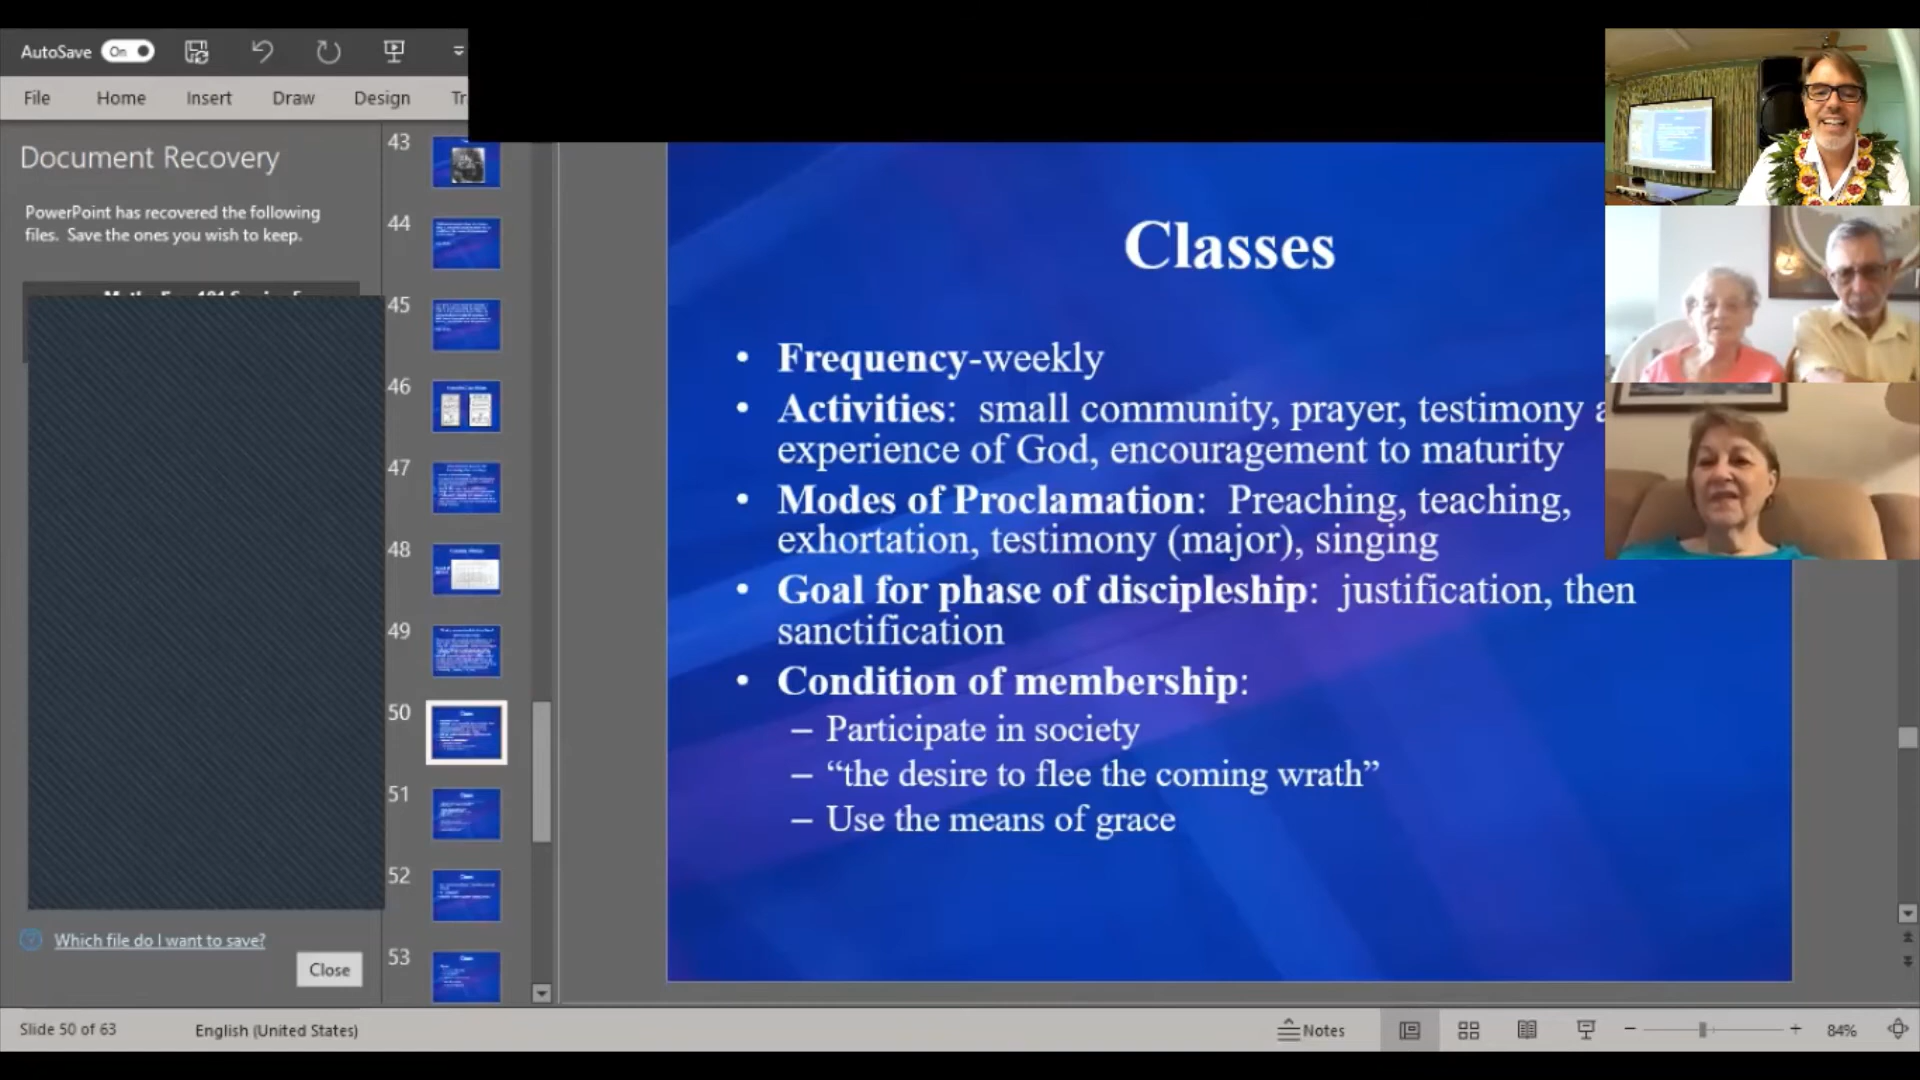 AutoSave On
File Home Insert Draw Design
Document Recovery
PowerPoint has recovered the following
files. Save the ones you wish to keep.
Which file do I want to save?
Close
43
44
45
46
47
48
49
50
51
52
53
Classes
• Frequency-weekly
• Activities: small community, prayer, testimony
experience of God, encouragement to maturity
• Modes of Proclamation: Preaching, teaching,
exhortation, testimony (major), singing
• Goal for phase of discipleship: justification, then
sanctification
• Condition of membership:
– Participate in society
– “the desire to flee the coming wrath”
– Use the means of grace
Slide 50 of 63 English (United States) Notes 84%